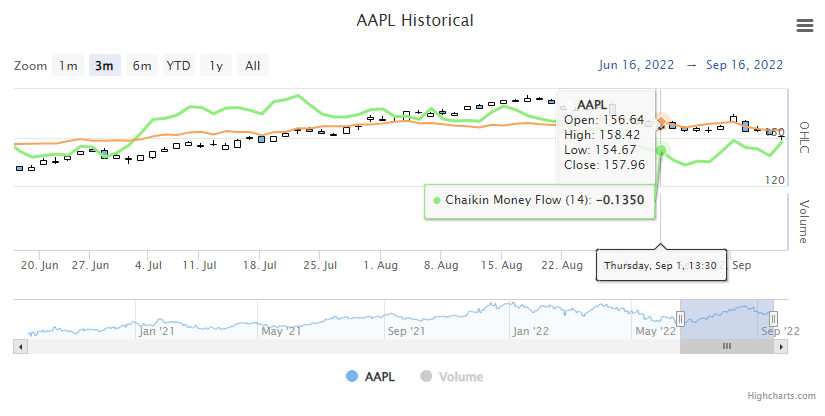 AAPL Historical
Zoom 1m 3m 6m YTD 1y All Jun 16, 2022 → Sep 16, 2022
AAPL
Open: 156.64
High: 158.42
Low: 154.67
Close: 157.96
OHLC
120
Chaikin Money Flow (14): -0.1350
Volume
Thursday, Sep 1, 13:30
20. Jun 27. Jun 4. Jul 11. Jul 18. Jul 25. Jul 1. Aug 8. Aug 15. Aug 22. Aug Sep
Jan '21 May '21 Sep '21 Jan '22 May '22 Sep '22
AAPL Volume
Highcharts.com